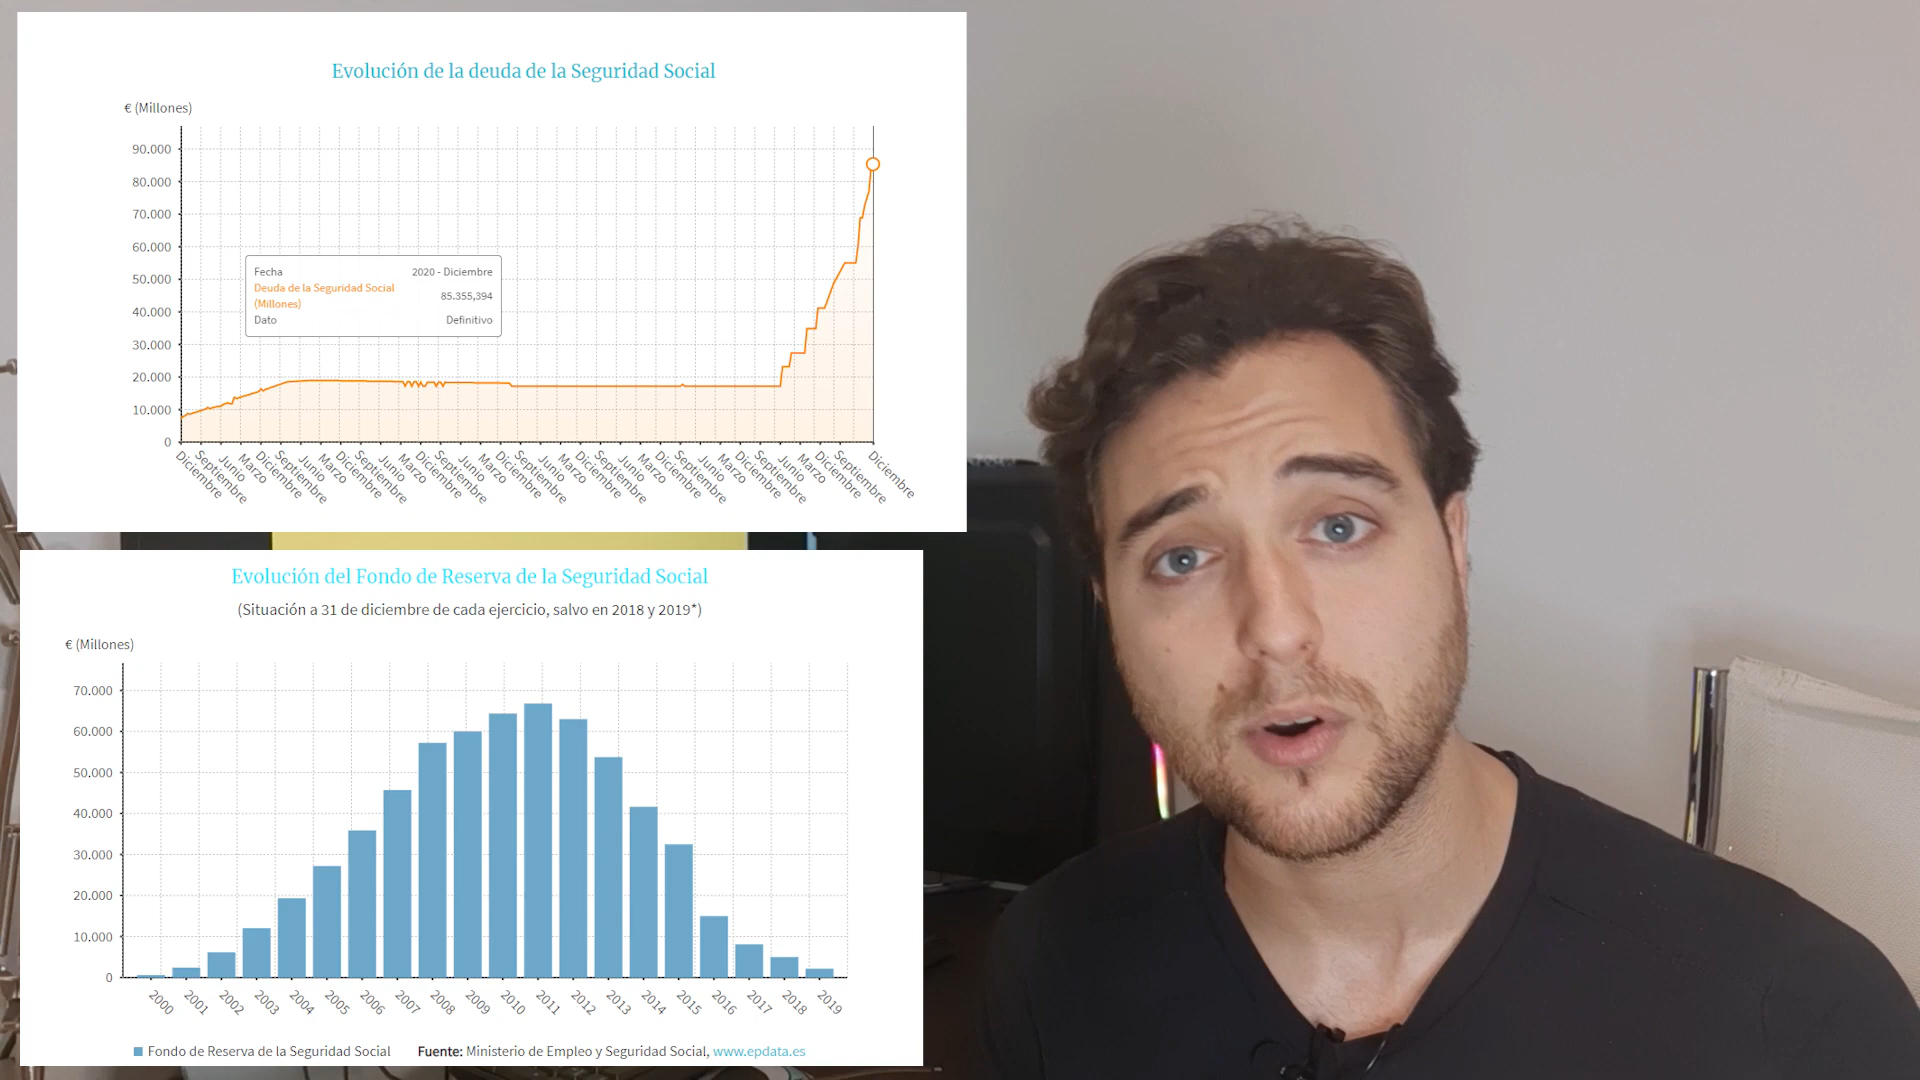 Evolución de la deuda de la Seguridad Social
€ (Millones)
90.000
80.000
70.000
60.000
50.000
40.000
30.000
20.000
10.000
0
Fecha 2020 - Diciembre
Deuda de la Seguridad Social
(Millones) 85.355,394
Dato Definitivo
Diciembre
Septiembre
Junio
Marzo
Diciembre
Septiembre
Junio
Marzo
Diciembre
Septiembre
Junio
Marzo
Diciembre
Septiembre
Junio
Marzo
Diciembre
Septiembre
Junio
Marzo
Diciembre
Septiembre
Junio
Marzo
Diciembre
Septiembre
Junio
Marzo
Diciembre
Septiembre
Junio
Marzo
Diciembre
Septiembre
Diciembre
Evolución del Fondo de Reserva de la Seguridad Social
(Situación a 31 de diciembre de cada ejercicio, salvo en 2018 y 2019*)
€ (Millones)
70.000
60.000
50.000
40.000
30.000
20.000
10.000
0
2000 2001 2002 2003 2004 2005 2006 2007 2008 2009 2010 2011 2012 2013 2014 2015 2016 2017 2018 2019
Fondo de Reserva de la Seguridad Social Fuente: Ministerio de Empleo y Seguridad Social, www.epdata.es